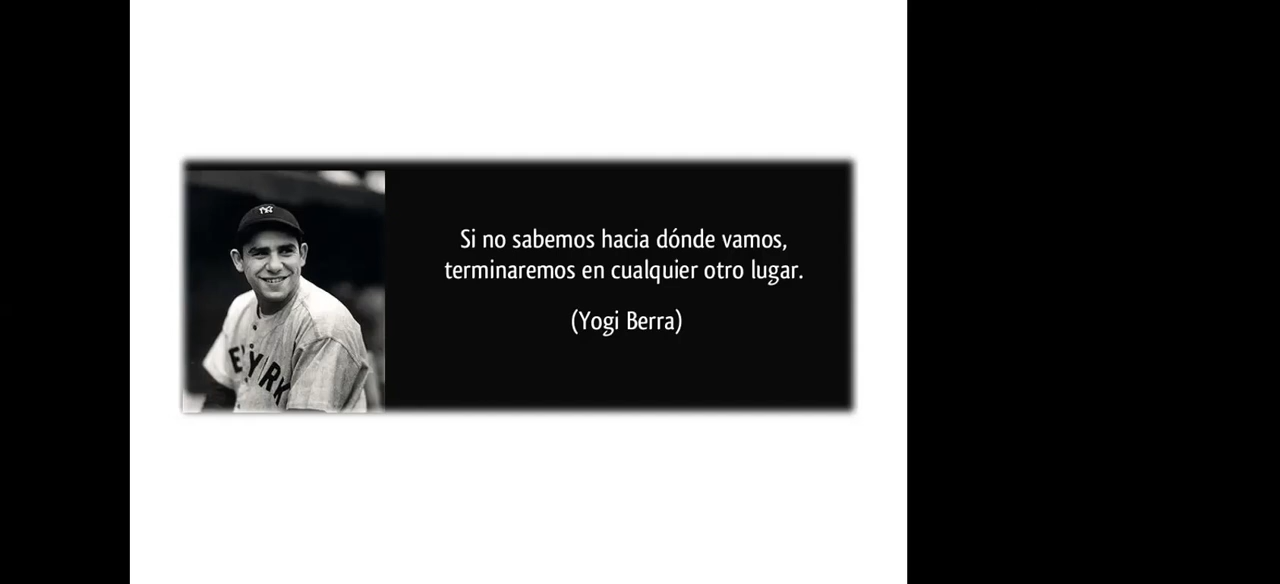 Si no sabemos hacia dónde vamos,
terminaremos en cualquier otro lugar.
(Yogi Berra)